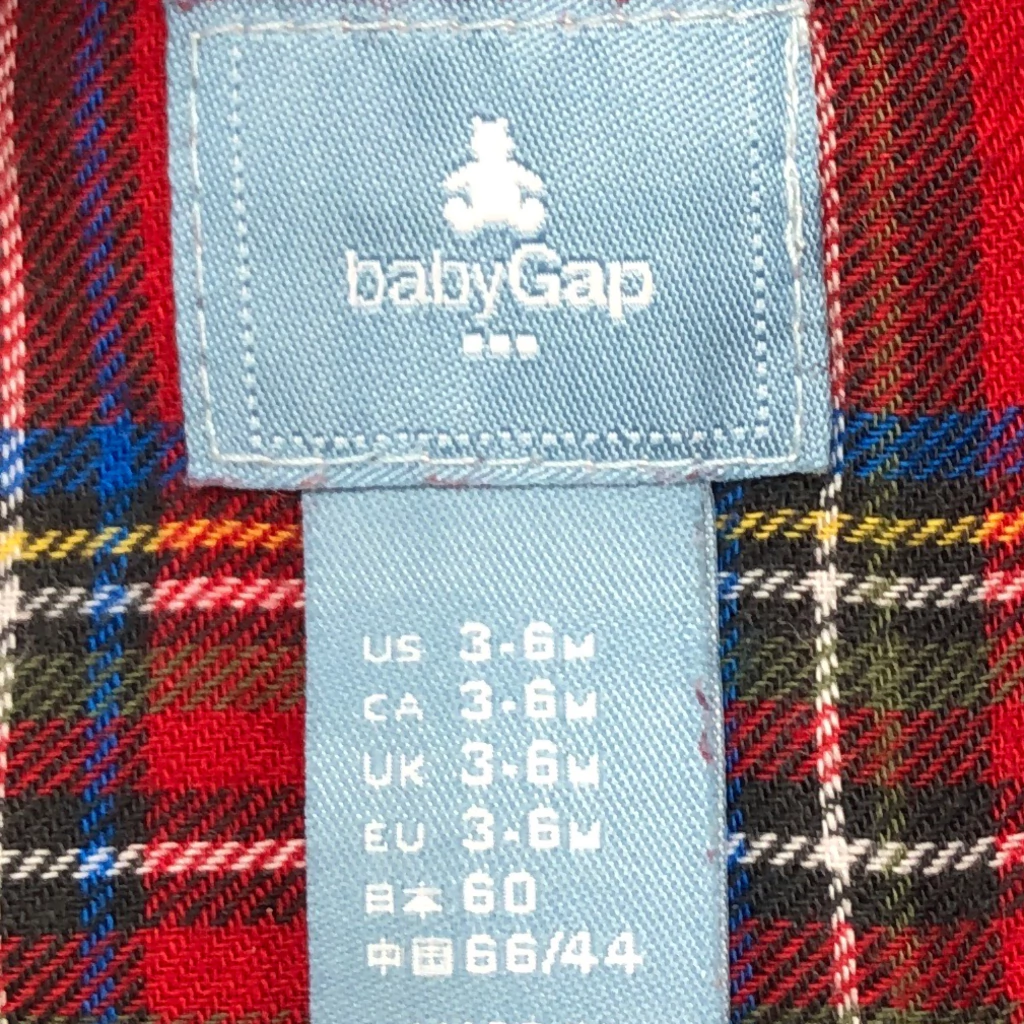 babyGap
US 3-6M
CA 3-6M
UK 3-6M
EU 3-6M
日本 60
中国 66/44